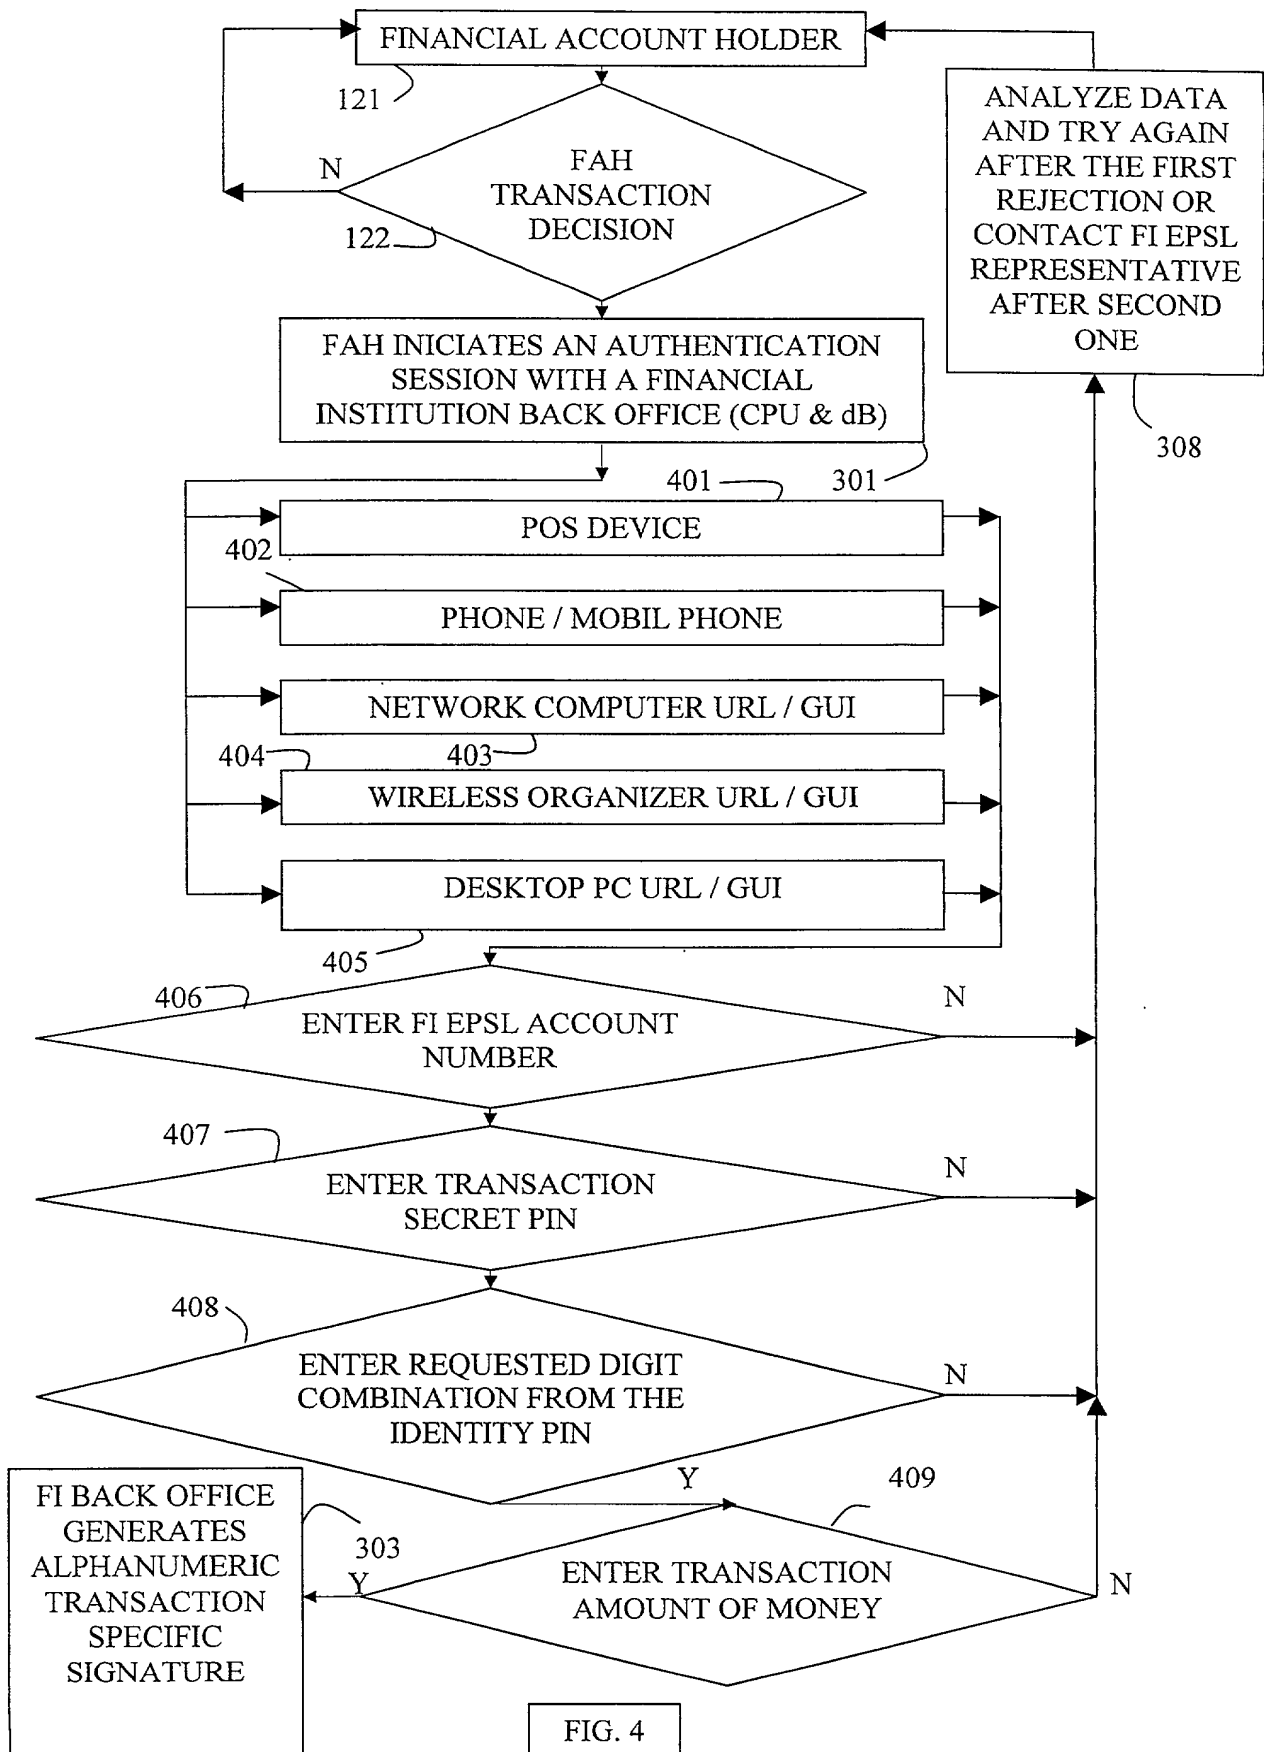 FINANCIAL ACCOUNT HOLDER
121
N
FAH
TRANSACTION
DECISION
122
ANALYZE DATA
AND TRY AGAIN
AFTER THE FIRST
REJECTION OR
CONTACT FI EPSL
REPRESENTATIVE
AFTER SECOND
ONE
308
FAH INICIATES AN AUTHENTICATION
SESSION WITH A FINANCIAL
INSTITUTION BACK OFFICE (CPU & dB)
301
401
POS DEVICE
402
PHONE / MOBIL PHONE
NETWORK COMPUTER URL / GUI
403
404
WIRELESS ORGANIZER URL / GUI
DESKTOP PC URL / GUI
405
406
N
ENTER FI EPSL ACCOUNT
NUMBER
407
N
ENTER TRANSACTION
SECRET PIN
408
N
ENTER REQUESTED DIGIT
COMBINATION FROM THE
IDENTITY PIN
Y
409
FI BACK OFFICE
GENERATES
ALPHANUMERIC
TRANSACTION
SPECIFIC
SIGNATURE
303
Y
ENTER TRANSACTION
AMOUNT OF MONEY
N
FIG. 4